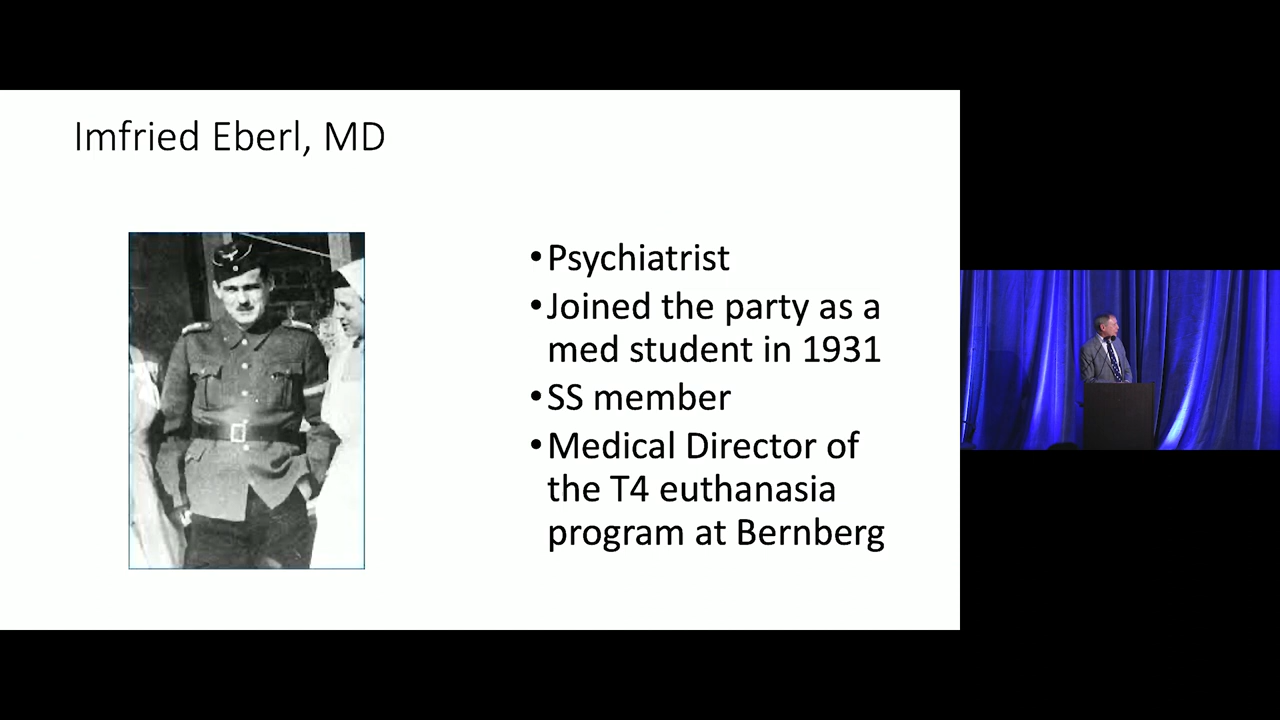 Imfried Eberl, MD
•Psychiatrist
•Joined the party as a
med student in 1931
•SS member
•Medical Director of
the T4 euthanasia
program at Bernberg